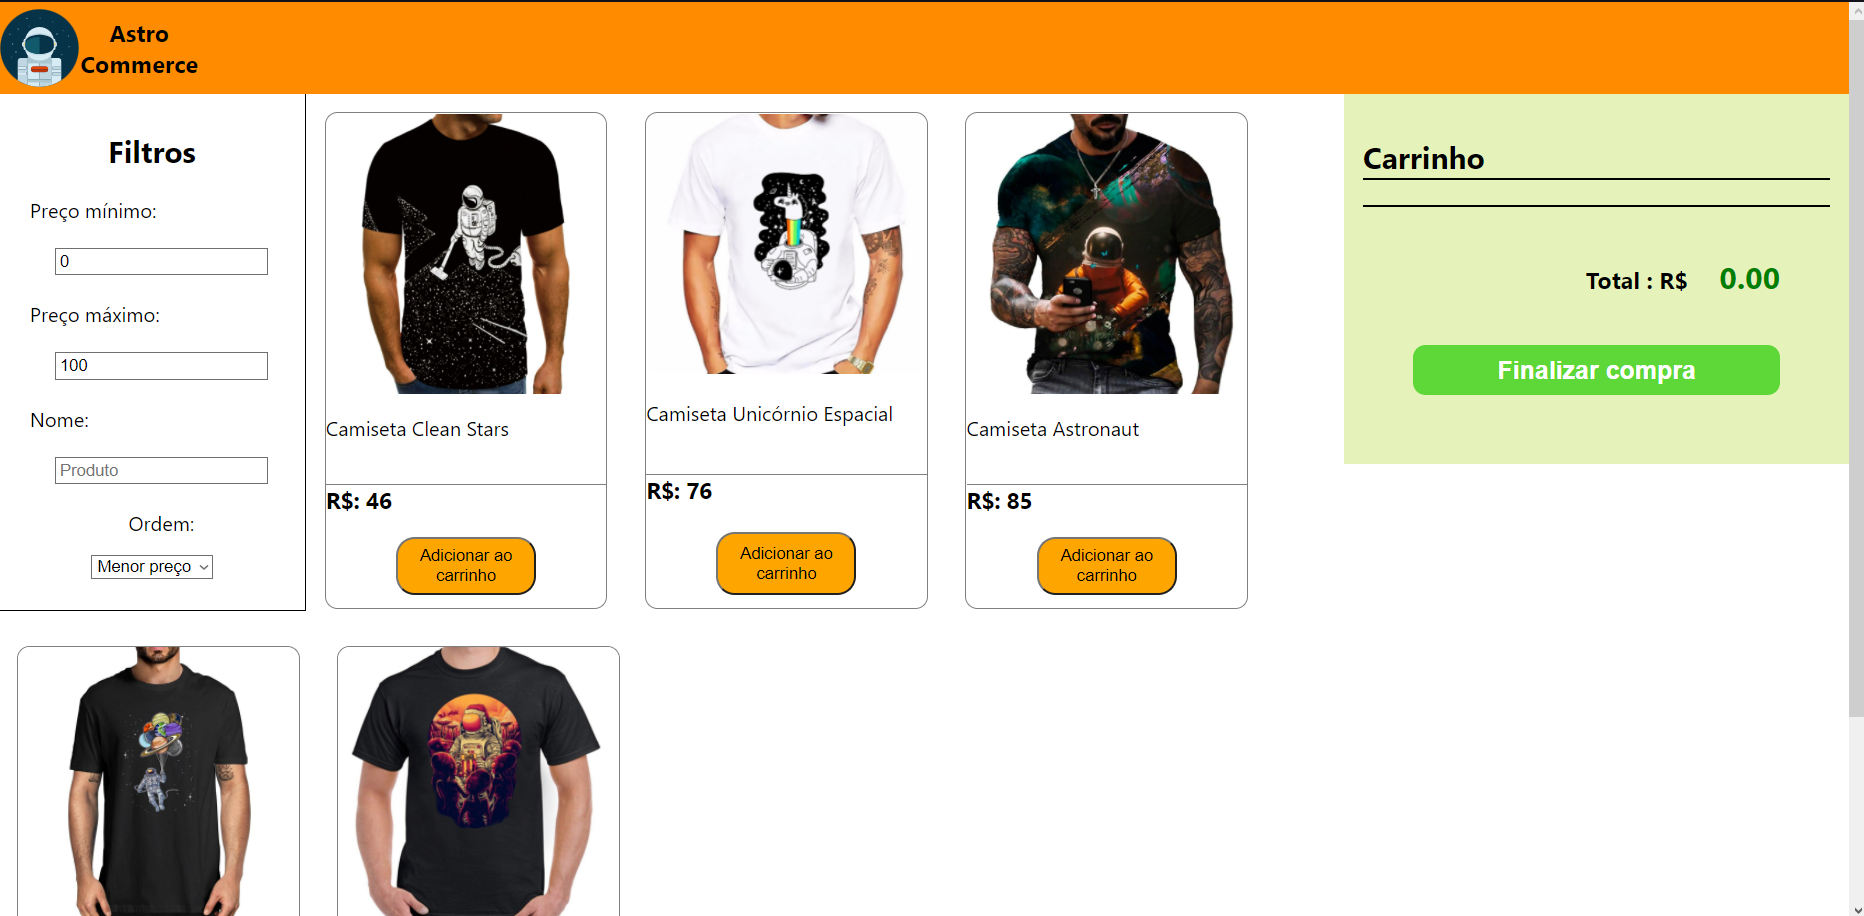 Astro
Commerce
Filtros
Preço mínimo:
0
Preço máximo:
100
Nome:
Produto
Ordem:
Menor preço
Camiseta Clean Stars
R$: 46
Adicionar ao
carrinho
Camiseta Unicórnio Espacial
R$: 76
Adicionar ao
carrinho
Camiseta Astronaut
R$: 85
Adicionar ao
carrinho
Carrinho
Total : R$ 0.00
Finalizar compra